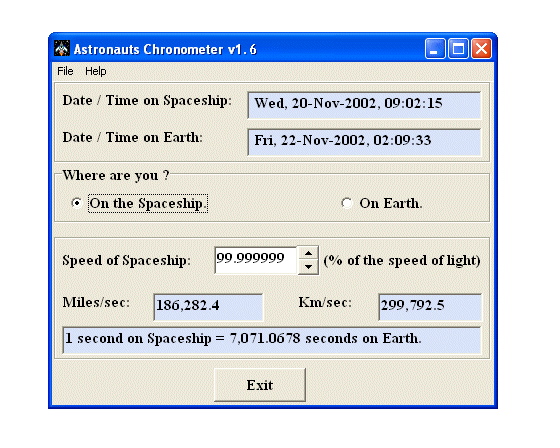 Astronauts Chronometer v1.6
File Help
Date / Time on Spaceship: Wed, 20-Nov-2002, 09:02:15
Date / Time on Earth: Fri, 22-Nov-2002, 02:09:33
Where are you ?
On the Spaceship. On Earth.
Speed of Spaceship: 99.999999 (% of the speed of light)
Miles/sec: 186,282.4 Km/sec: 299,792.5
1 second on Spaceship = 7,071.0678 seconds on Earth.
Exit